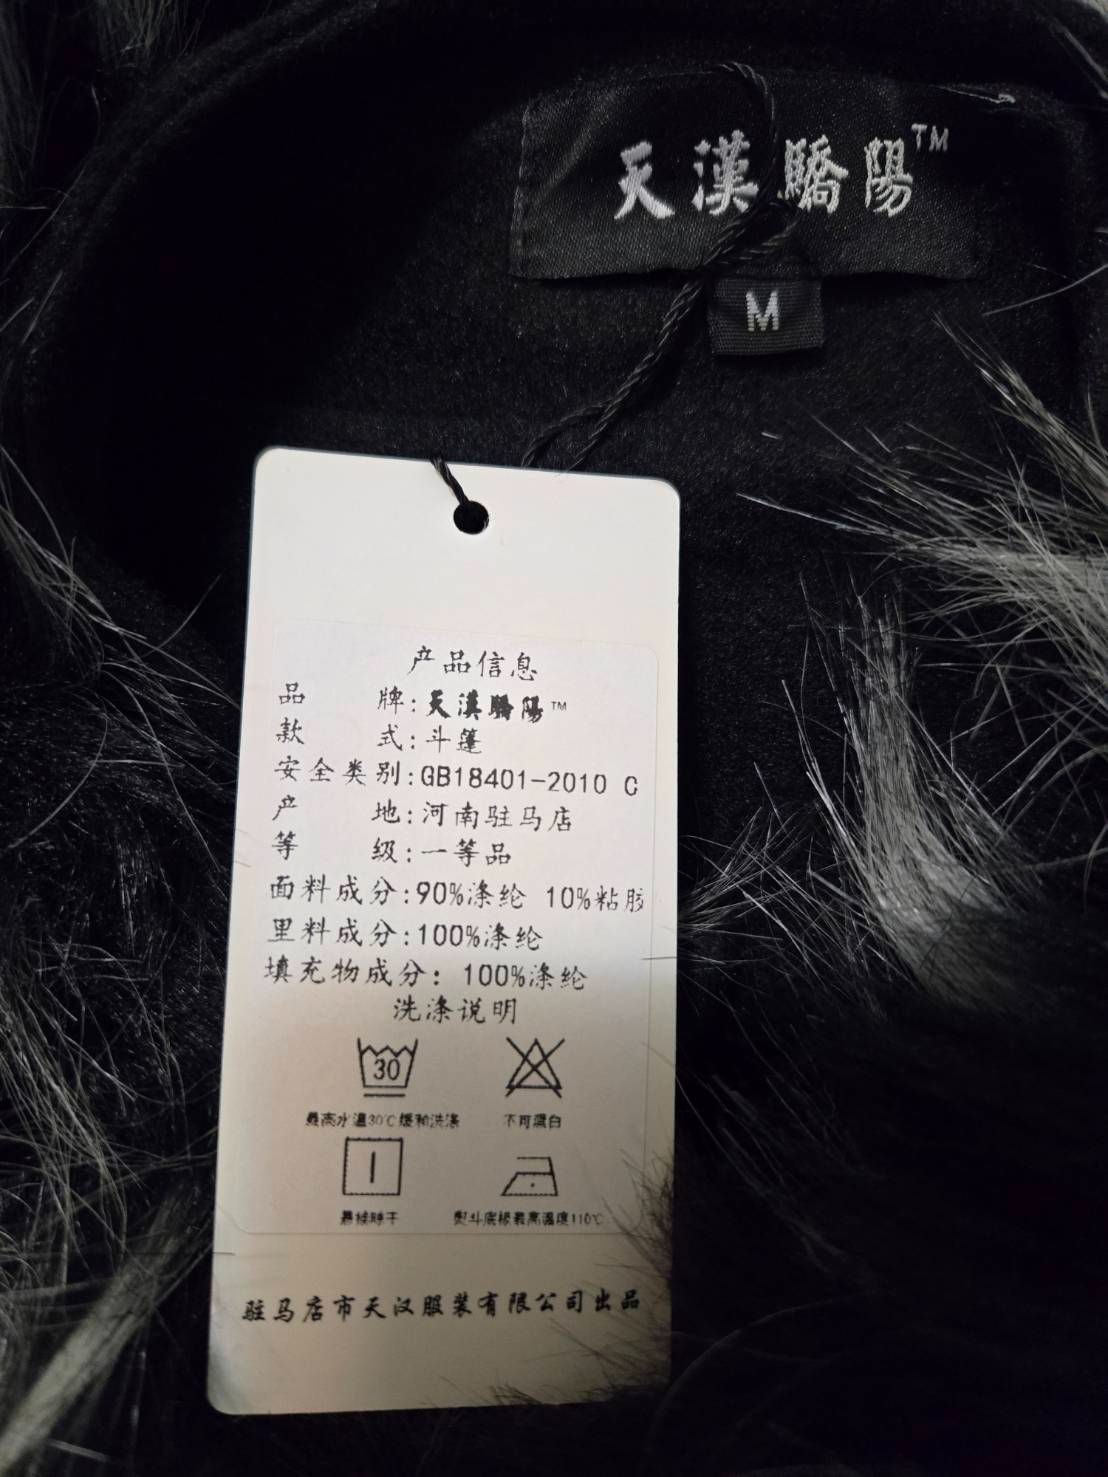 天漢驕陽™
M
产品信息
品牌:天漢驕陽™
款式:斗篷
安全类别:GB18401-2010 C
产地:河南驻马店
等级:一等品
面料成分:90%涤纶 10%粘胶
里料成分:100%涤纶
填充物成分: 100%涤纶
洗涤说明
30
最高水温30℃缓和洗涤 不可漂白
悬挂晾干 熨斗底板最高温度110℃
驻马店市天汉服装有限公司出品